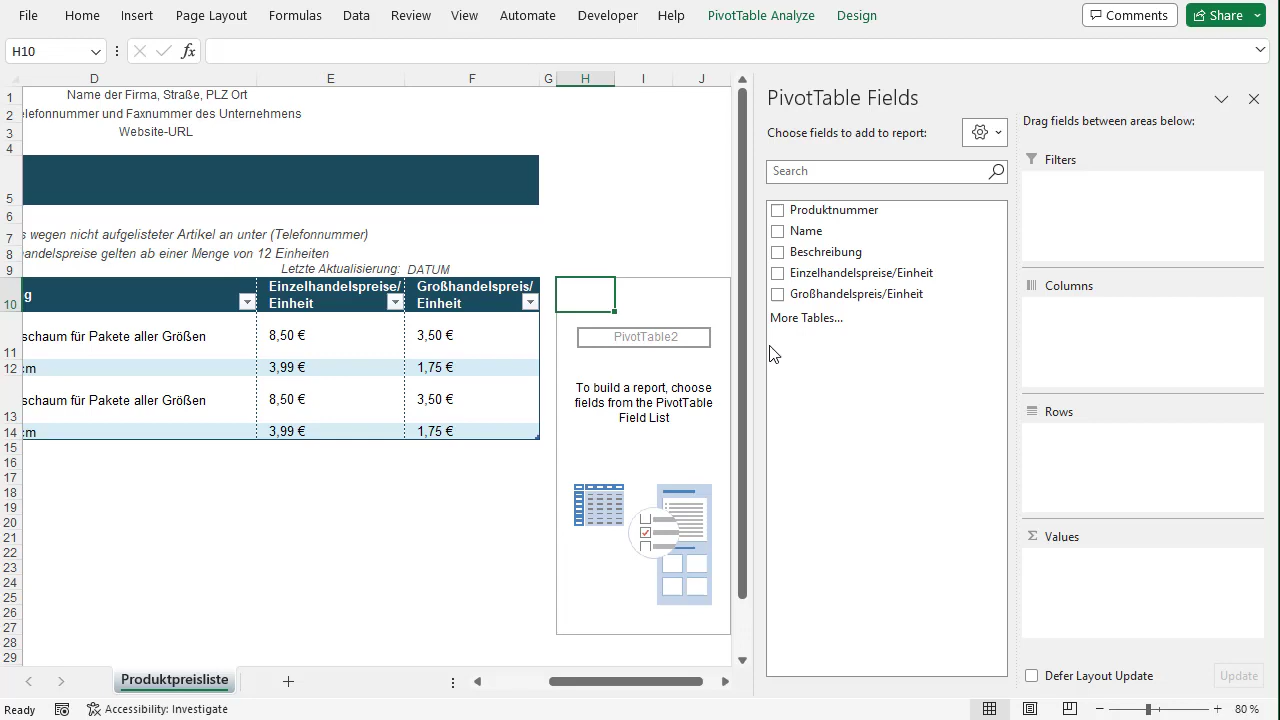 File Home Insert Page Layout Formulas Data Review View Automate Developer Help PivotTable Analyze Design Comments Share
H10 fx
D E F G H I J
1 Name der Firma, Straße, PLZ Ort
2 lefonnummer und Faxnummer des Unternehmens
3 Website-URL
4
5
6
7 s wegen nicht aufgelisteter Artikel an unter (Telefonnummer)
8 andelspreise gelten ab einer Menge von 12 Einheiten
9 Letzte Aktualisierung: DATUM
10 g Einzelhandelspreise/ Großhandelspreis/
Einheit Einheit
11 schaum für Pakete aller Größen 8,50 € 3,50 €
12 cm 3,99 € 1,75 €
13 schaum für Pakete aller Größen 8,50 € 3,50 €
14 cm 3,99 € 1,75 €
15
16
17
18
19
20
21
22
23
24
25
26
27
28
29
PivotTable2
To build a report, choose
fields from the PivotTable
Field List
PivotTable Fields
Choose fields to add to report:
Search
Produktnummer
Name
Beschreibung
Einzelhandelspreise/Einheit
Großhandelspreis/Einheit
More Tables...
Drag fields between areas below:
Filters
Columns
Rows
Σ Values
Defer Layout Update Update
Produktpreisliste
Ready Accessibility: Investigate 80 %